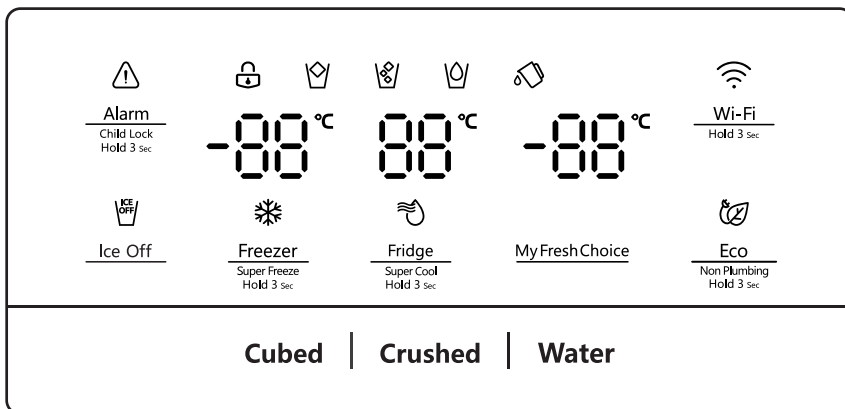 Alarm
Child Lock
Hold 3 Sec
-88 °C
88 °C
-88 °C
Wi-Fi
Hold 3 Sec
ICE
OFF
Ice Off
Freezer
Super Freeze
Hold 3 Sec
Fridge
Super Cool
Hold 3 Sec
My Fresh Choice
Eco
Non Plumbing
Hold 3 Sec
Cubed | Crushed | Water